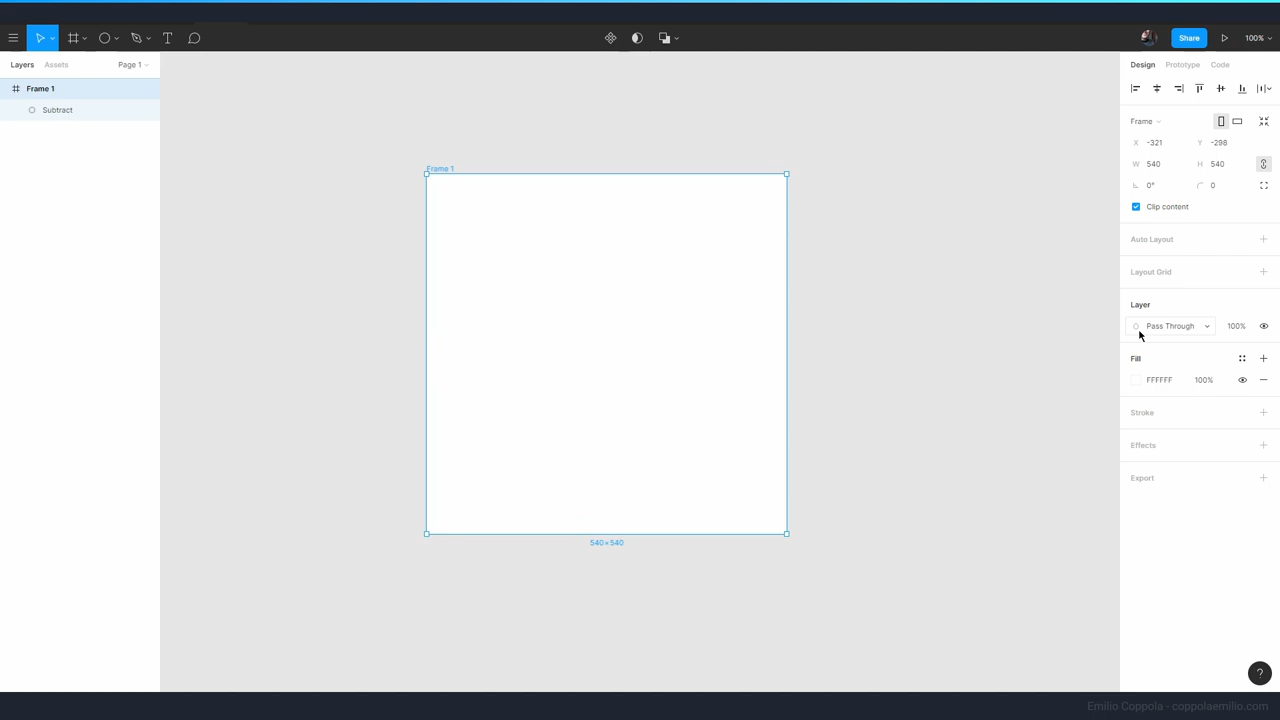 Share
100%
Layers Assets Page 1
Design Prototype Code
Frame 1
Subtract
Frame
X -321 Y -298
W 540 H 540
0° 0
Clip content
Frame 1
Auto Layout
Layout Grid
Layer
Pass Through 100%
Fill
FFFFFF 100%
Stroke
Effects
Export
540×540
?
Emilio Coppola - coppolaemilio.com